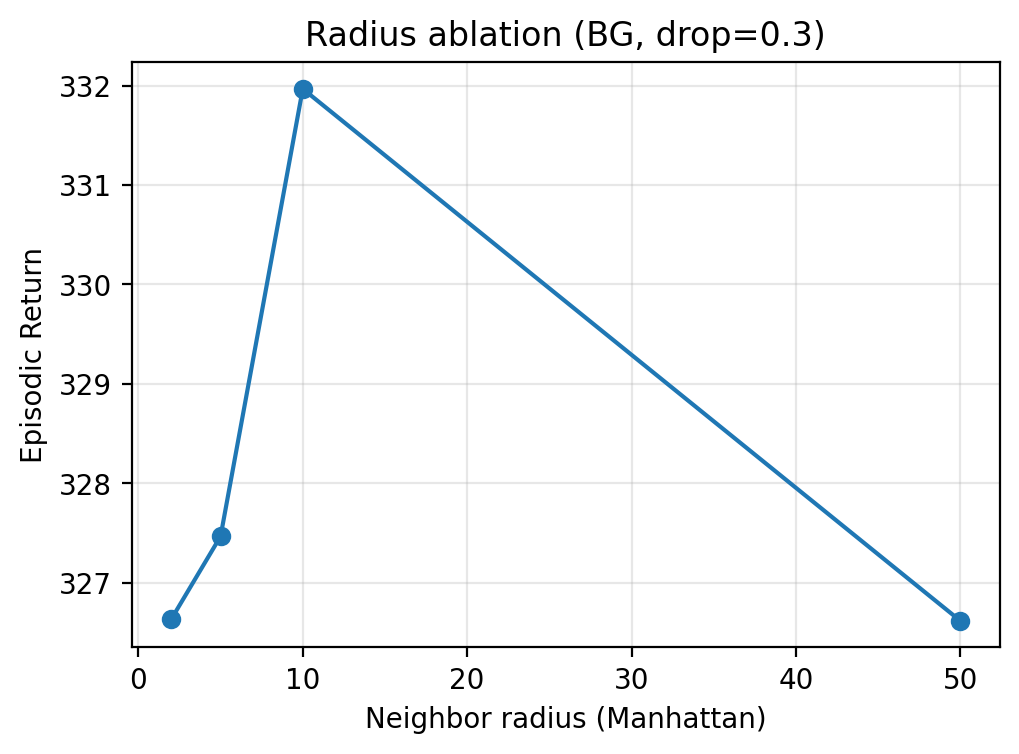 Radius ablation (BG, drop=0.3)
Episodic Return
332
331
330
329
328
327
0 10 20 30 40 50
Neighbor radius (Manhattan)